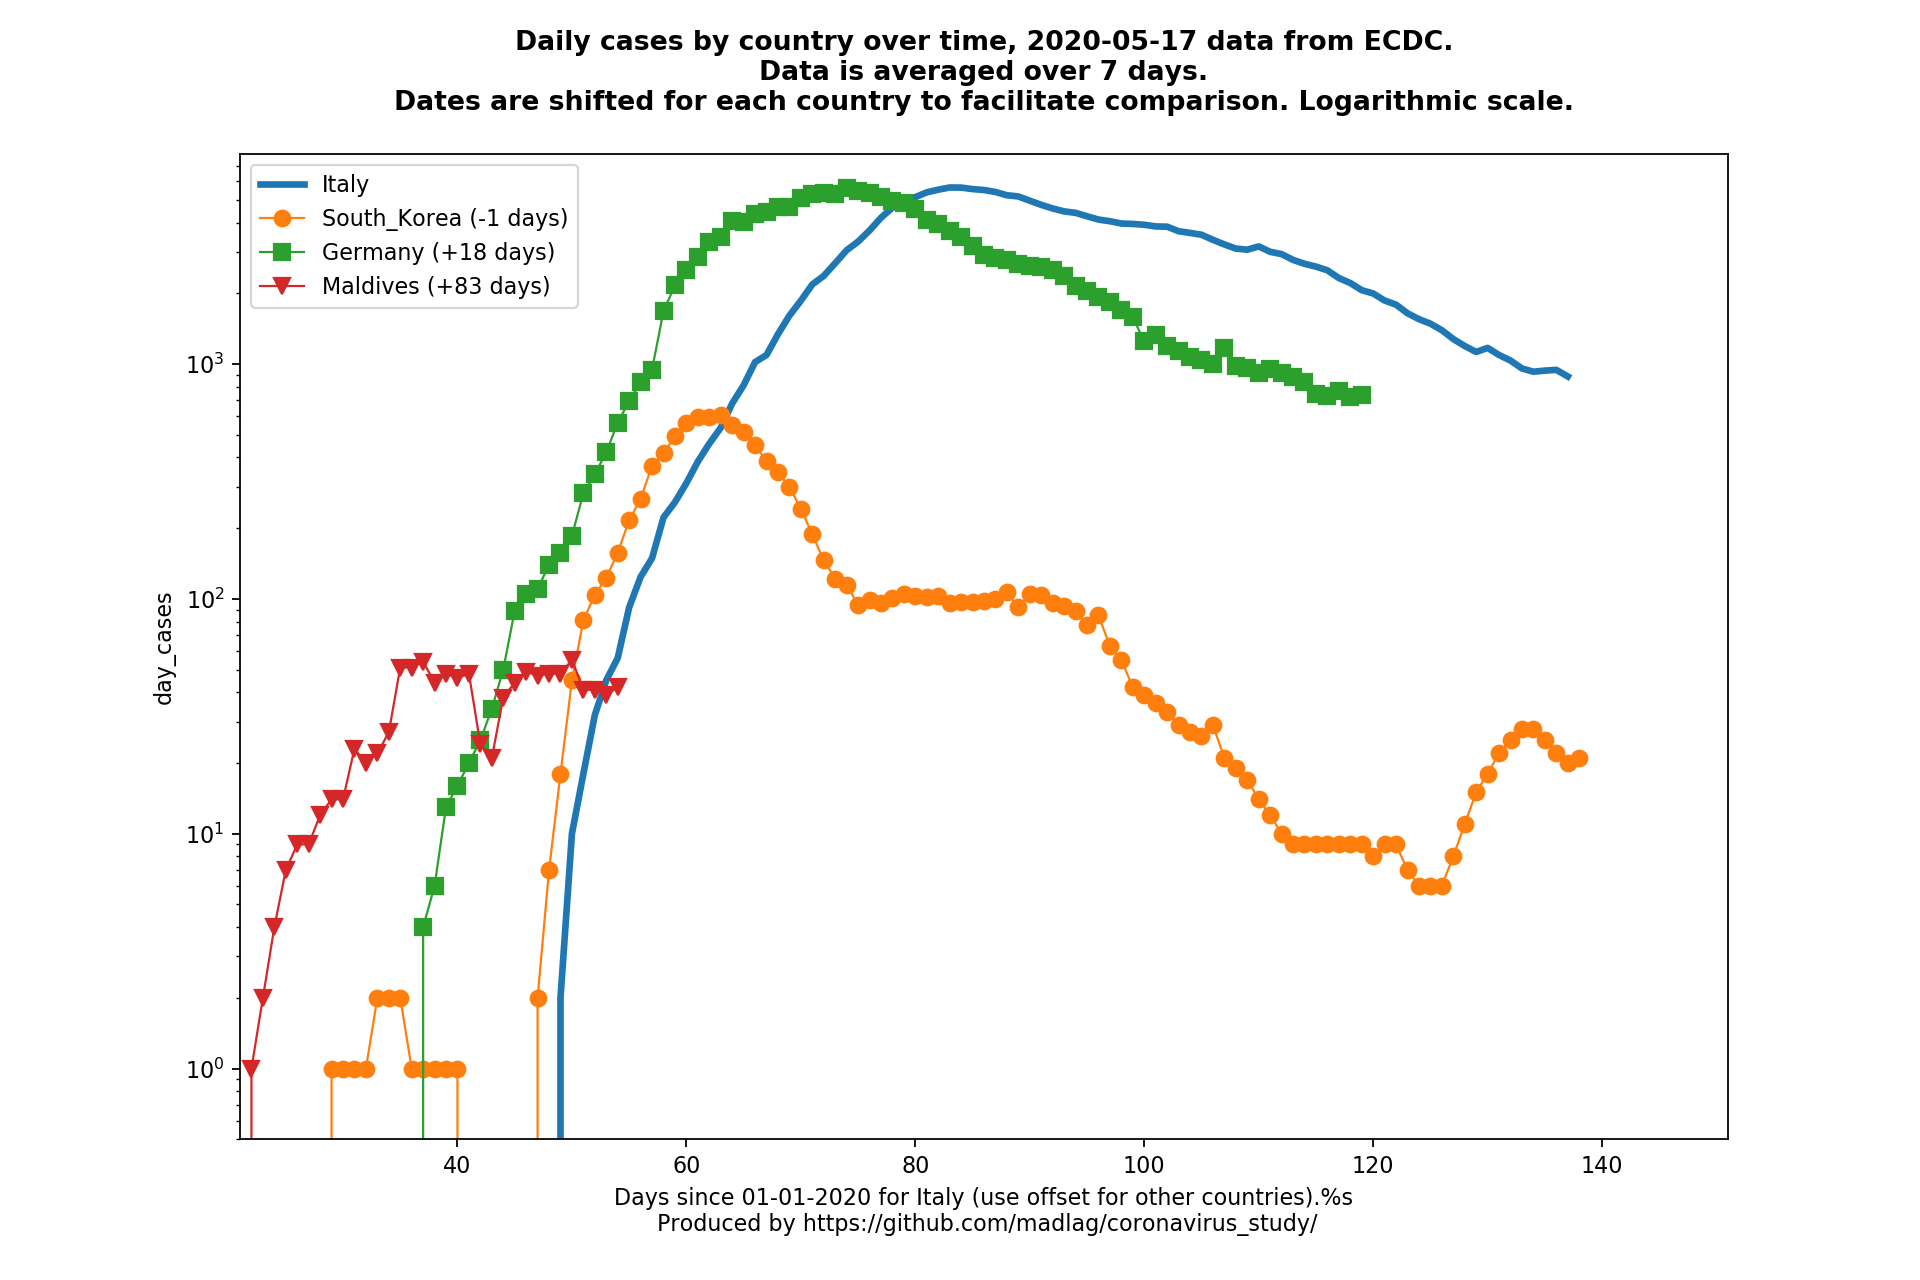 Daily cases by country over time, 2020-05-17 data from ECDC.
Data is averaged over 7 days.
Dates are shifted for each country to facilitate comparison. Logarithmic scale.
Italy
South_Korea (-1 days)
Germany (+18 days)
Maldives (+83 days)
10³
10²
10¹
10⁰
day_cases
40 60 80 100 120 140
Days since 01-01-2020 for Italy (use offset for other countries).%s
Produced by https://github.com/madlag/coronavirus_study/